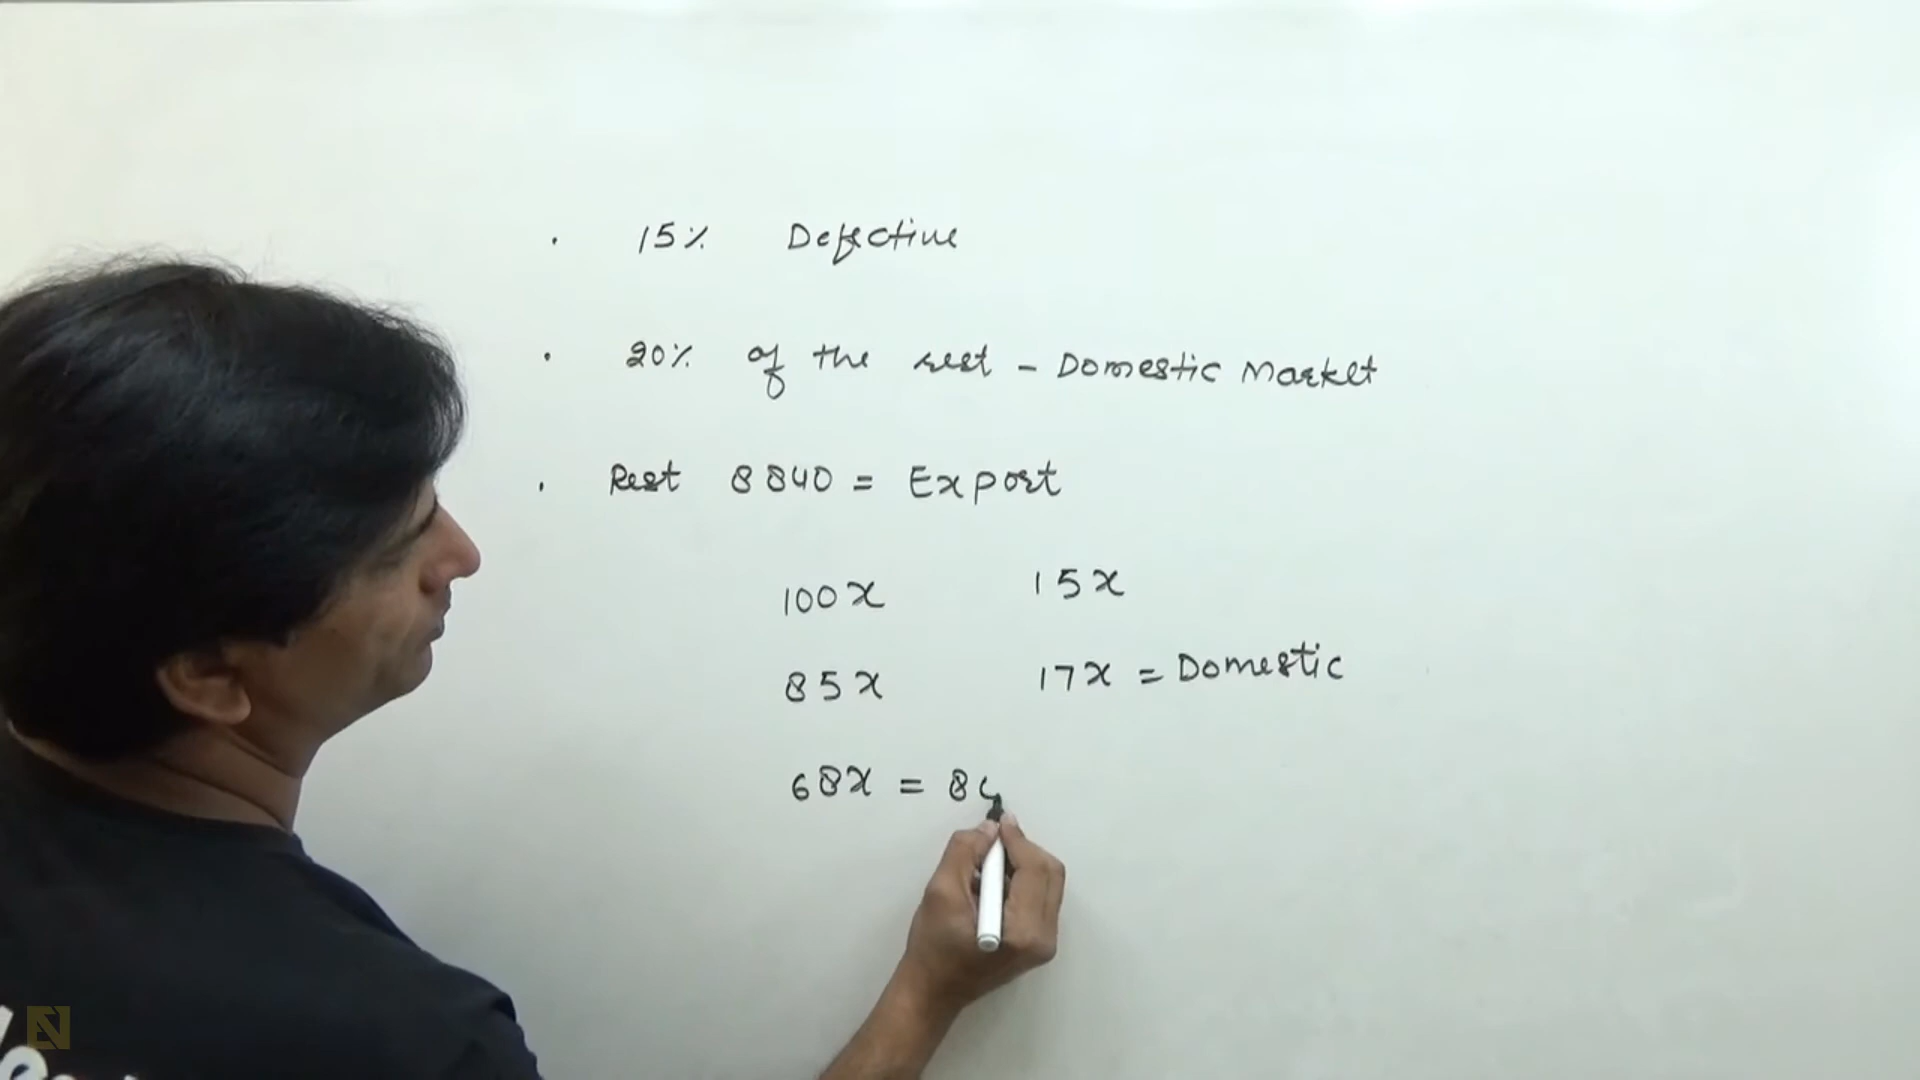 · 15% Defective
· 20% of the rest - Domestic Market
· Rest 8840 = Export
100x 15x
85x 17x = Domestic
68x = 8